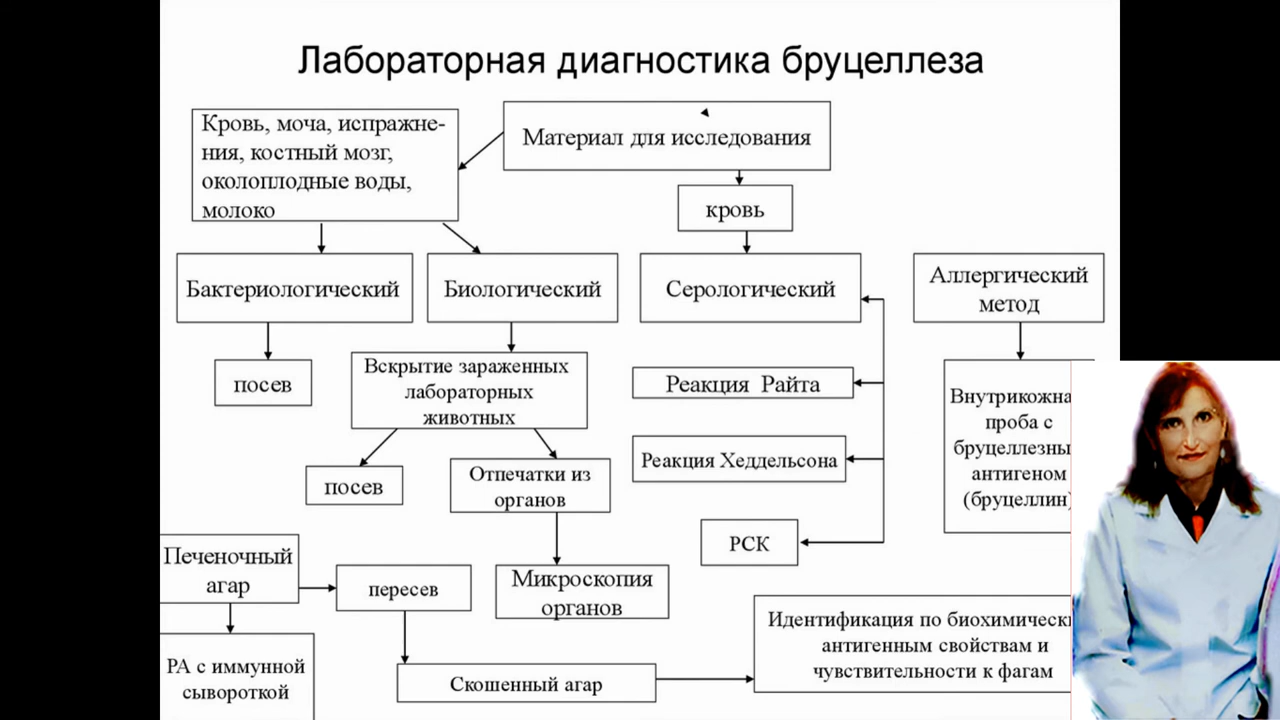 Лабораторная диагностика бруцеллеза
Кровь, моча, испражне-
ния, костный мозг,
околоплодные воды,
молоко
Материал для исследования
кровь
Бактериологический
Биологический
Серологический
Аллергический
метод
посев
Вскрытие зараженных
лабораторных
животных
Реакция Райта
Внутрикожна
проба с
бруцеллезны
антигеном
(бруцеллин)
Реакция Хеддельсона
посев
Отпечатки из
органов
РСК
Печеночный
агар
пересев
Микроскопия
органов
Идентификация по биохимическ
антигенным свойствам и
чувствительности к фагам
РА с иммунной
сывороткой
Скошенный агар